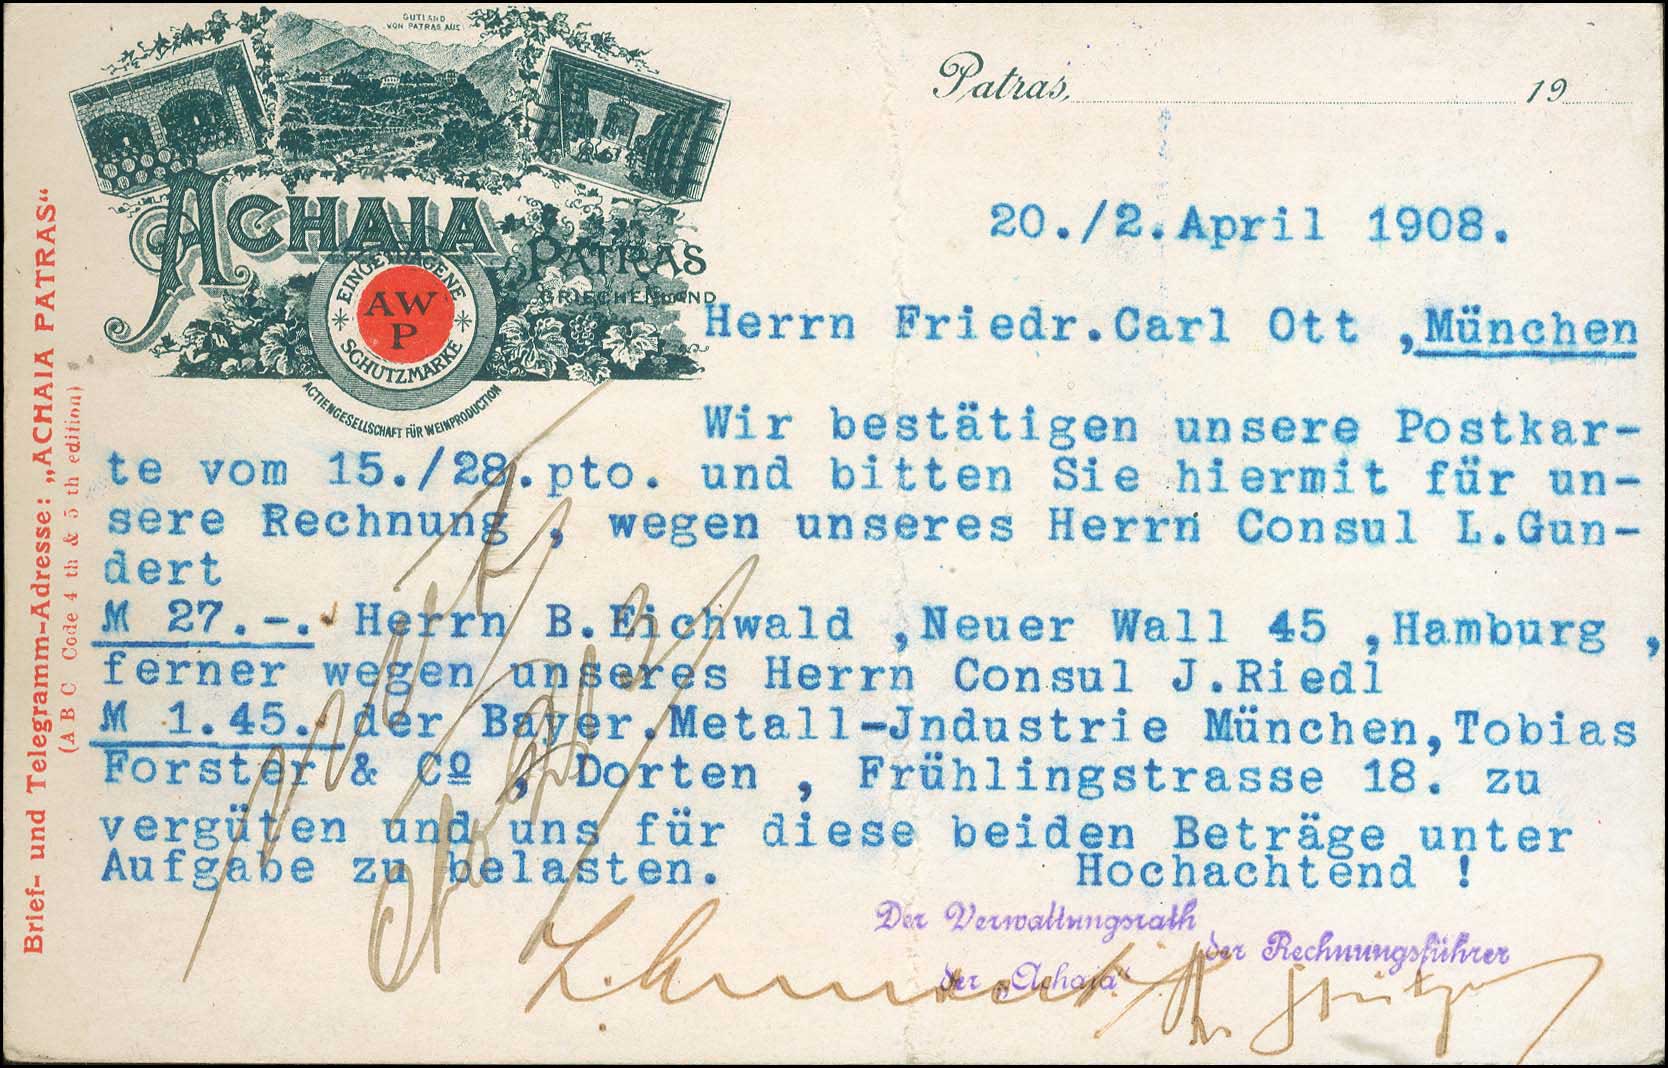 GUTLAND
VON PATRAS AUS
ACHAIA
PATRAS
GRIECHENLAND
EINGETRAGENE
AW
P
SCHUTZMARKE
ACTIENGESELLSCHAFT FÜR WEINPRODUCTION
Brief- und Telegramm-Adresse: „ACHAIA PATRAS“
(A B C Code 4 th & 5 th edition)
Patras, 19
20./2.April 1908.
Herrn Friedr.Carl Ott ,München
Wir bestätigen unsere Postkar-
te vom 15./28.pto. und bitten Sie hiermit für un-
sere Rechnung , wegen unseres Herrn Consul L.Gun-
dert
M 27.-. Herrn B.Eichwald ,Neuer Wall 45 ,Hamburg ,
ferner wegen unseres Herrn Consul J.Riedl
M 1.45. der Bayer.Metall-Jndustrie München,Tobias
Forster & Cº , Dorten , Frühlingstrasse 18. zu
vergüten und uns für diese beiden Beträge unter
Aufgabe zu belasten. Hochachtend !
Der Verwaltungsrath
der „Achaia“
der Rechnungsführer